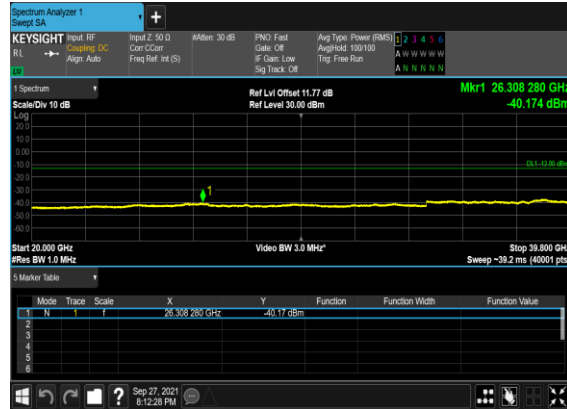 Spectrum Analyzer 1
Swept SA
+
KEYSIGHT Input: RF Input Z: 50 Ω #Atten: 30 dB PNO: Fast Avg Type: Power (RMS) 1 2 3 4 5 6
RL Coupling: DC Corr CCorr Gate: Off Avg|Hold: 100/100 A W W W W W
Align: Auto Freq Ref: Int (S) IF Gain: Low Trig: Free Run
Sig Track: Off A N N N N N
1 Spectrum Ref Lvl Offset 11.77 dB Mkr1 26.308 280 GHz
Scale/Div 10 dB Ref Level 30.00 dBm -40.174 dBm
Log
20.0
10.0
0.00
-10.0
DL1 -13.00 dBm
-20.0
-30.0
1
-40.0
-50.0
-60.0
Start 20.000 GHz Video BW 3.0 MHz* Stop 39.800 GHz
#Res BW 1.0 MHz Sweep ~39.2 ms (40001 pts
5 Marker Table
Mode Trace Scale X Y Function Function Width Function Value
1 N 1 f 26.308 280 GHz -40.17 dBm
2
3
4
5
6
? Sep 27, 2021
8:12:28 PM